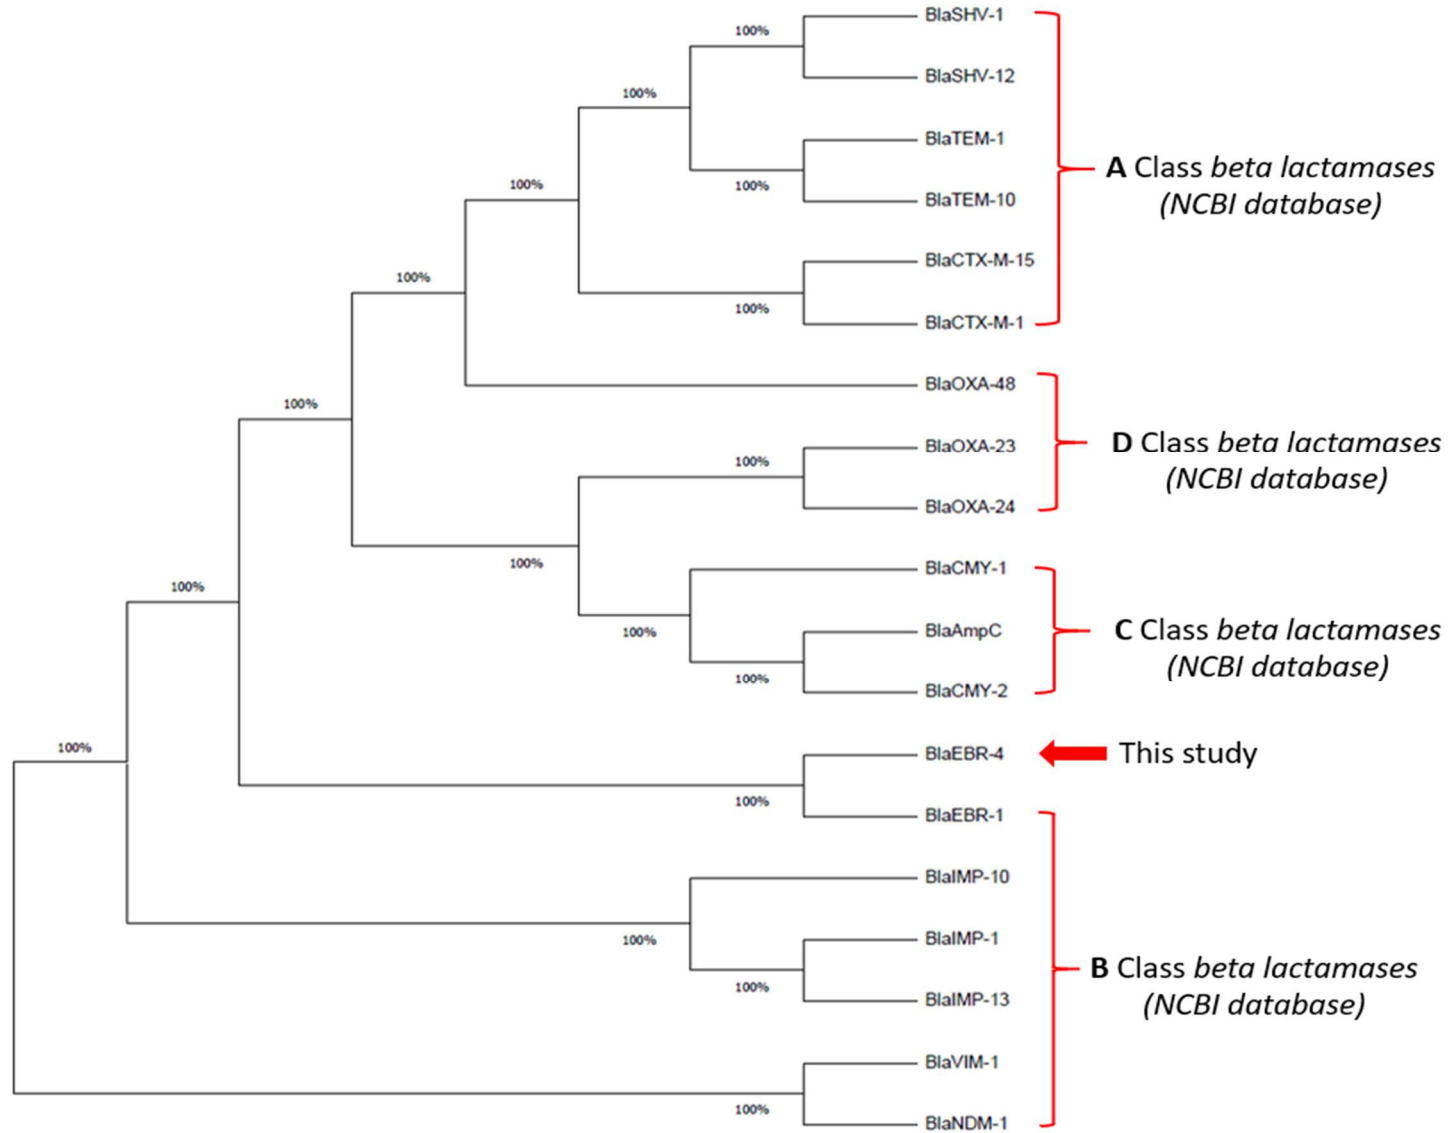 BlaSHV-1
100%
BlaSHV-12
100%
BlaTEM-1
A Class beta lactamases
100%
100%
(NCBI database)
BlaTEM-10
BlaCTX-M-15
100%
100%
BlaCTX-M-1
BlaOXA-48
100%
D Class beta lactamases
BlaOXA-23
100%
(NCBI database)
BlaOXA-24
100%
BlaCMY-1
100%
C Class beta lactamases
BlaAmpC
100%
(NCBI database)
100%
BlaCMY-2
100%
BlaEBR-4
This study
100%
BlaEBR-1
BlaIMP-10
100%
BlaIMP-1
B Class beta lactamases
100%
(NCBI database)
BlaIMP-13
BlaVIM-1
100%
BlaNDM-1